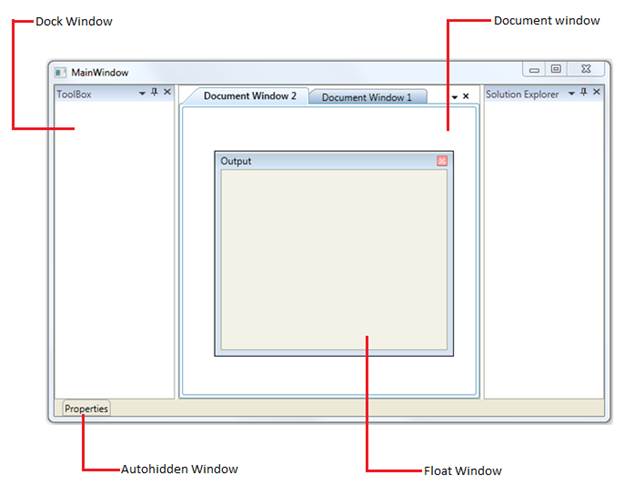 Dock Window
Document window
MainWindow
ToolBox
Document Window 2
Document Window 1
Solution Explorer
Output
Properties
Autohidden Window
Float Window